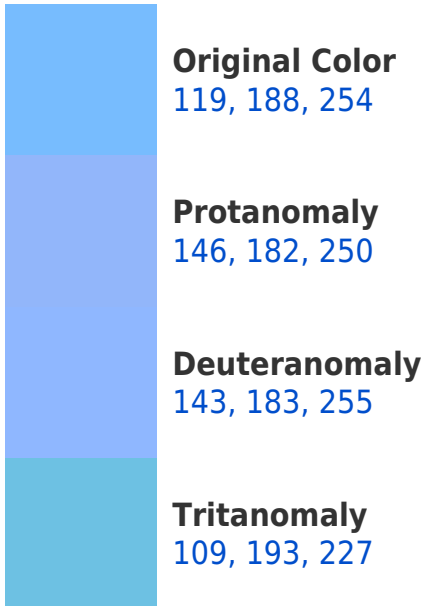 Original Color
119, 188, 254
Protanomaly
146, 182, 250
Deuteranomaly
143, 183, 255
Tritanomaly
109, 193, 227